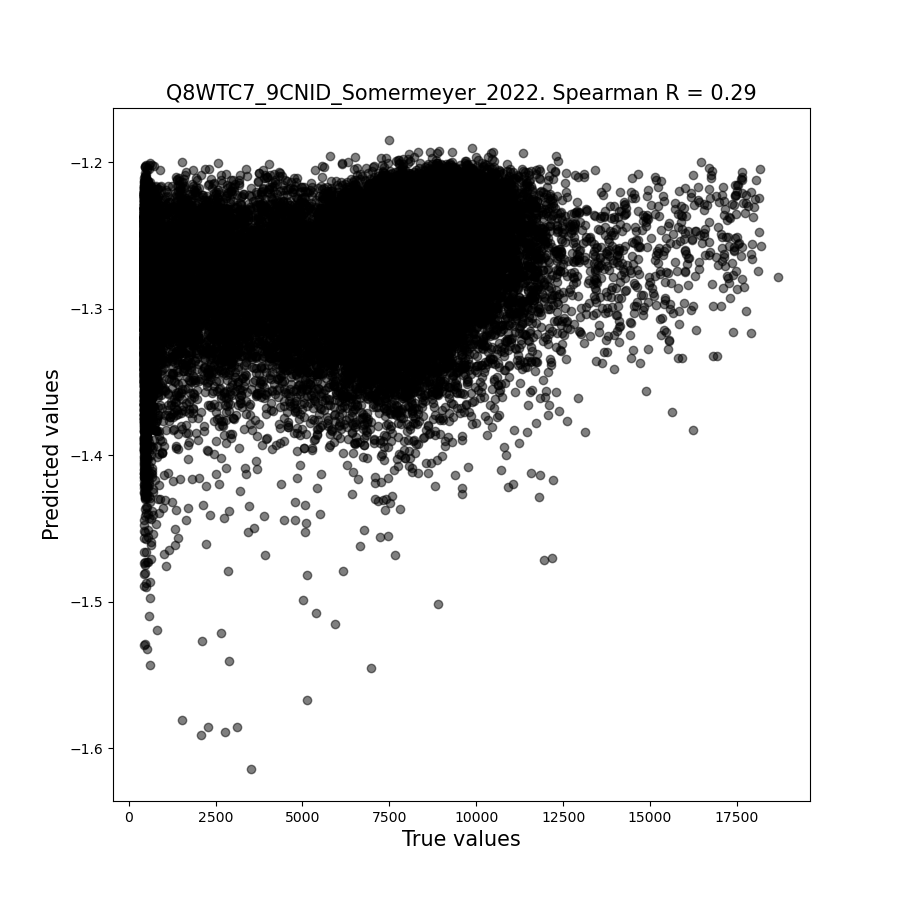 Q8WTC7_9CNID_Somermeyer_2022. Spearman R = 0.29
Predicted values
−1.2
−1.3
−1.4
−1.5
−1.6
0 2500 5000 7500 10000 12500 15000 17500
True values